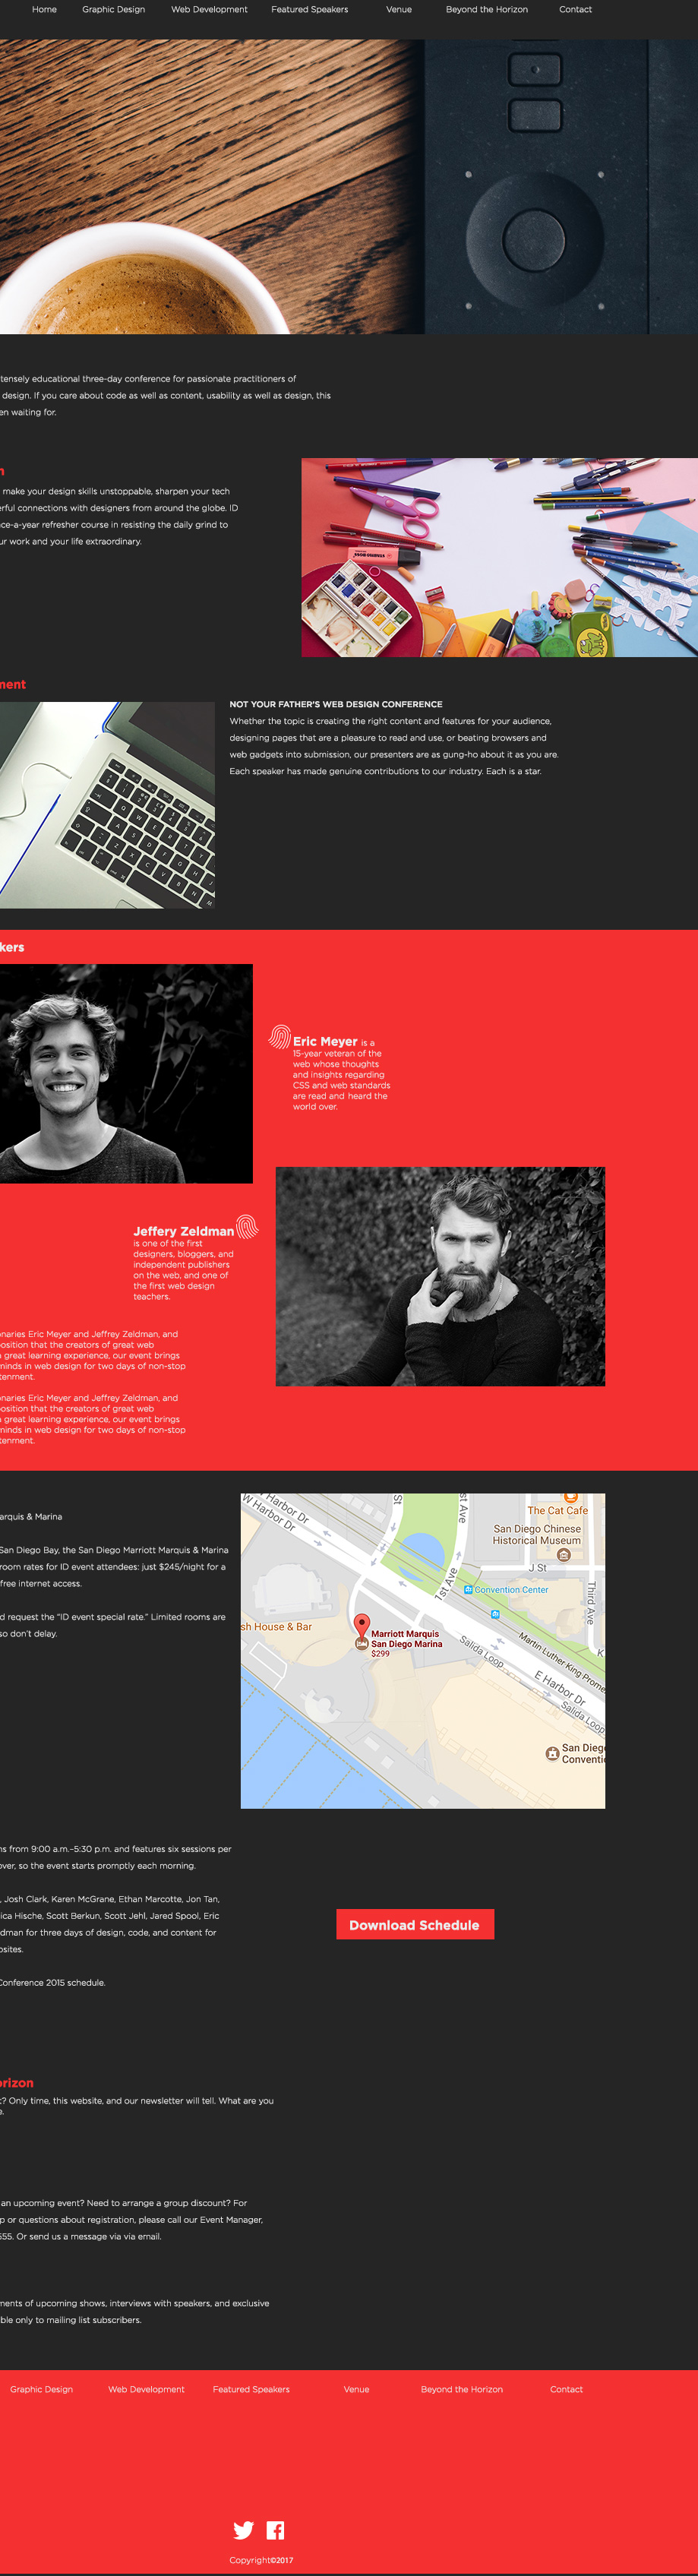 Home Graphic Design Web Development Featured Speakers Venue Beyond the Horizon Contact
tensely educational three-day conference for passionate practitioners of
design. If you care about code as well as content, usability as well as design, this
en waiting for.
n
make your design skills unstoppable, sharpen your tech
erful connections with designers from around the globe. ID
ce-a-year refresher course in resisting the daily grind to
ur work and your life extraordinary.
ment
NOT YOUR FATHER'S WEB DESIGN CONFERENCE
Whether the topic is creating the right content and features for your audience,
designing pages that are a pleasure to read and use, or beating browsers and
web gadgets into submission, our presenters are as gung-ho about it as you are.
Each speaker has made genuine contributions to our industry. Each is a star.
kers
Eric Meyer is a
15-year veteran of the
web whose thoughts
and insights regarding
CSS and web standards
are read and heard the
world over.
Jeffery Zeldman
is one of the first
designers, bloggers, and
independent publishers
on the web, and one of
the first web design
teachers.
onaries Eric Meyer and Jeffrey Zeldman, and
osition that the creators of great web
a great learning experience, our event brings
minds in web design for two days of non-stop
tenment.
onaries Eric Meyer and Jeffrey Zeldman, and
osition that the creators of great web
a great learning experience, our event brings
minds in web design for two days of non-stop
tenment.
arquis & Marina
San Diego Bay, the San Diego Marriott Marquis & Marina
room rates for ID event attendees: just $245/night for a
free internet access.
d request the “ID event special rate.” Limited rooms are
so don’t delay.
W Harbor Dr
W Harbor Dr
St
st Ave
1st Ave
The Cat Cafe
San Diego Chinese
Historical Museum
J St
Convention Center
Third Ave
K
sh House & Bar
Marriott Marquis
San Diego Marina
$299
Salida Loop
Martin Luther King Prome
E Harbor Dr
Salida Loop
San Dieg
Conventic
ns from 9:00 a.m.–5:30 p.m. and features six sessions per
over, so the event starts promptly each morning.
, Josh Clark, Karen McGrane, Ethan Marcotte, Jon Tan,
ica Hische, Scott Berkun, Scott Jehl, Jared Spool, Eric
dman for three days of design, code, and content for
bsites.
Download Schedule
Conference 2015 schedule.
orizon
t? Only time, this website, and our newsletter will tell. What are you
e.
an upcoming event? Need to arrange a group discount? For
p or questions about registration, please call our Event Manager,
555. Or send us a message via via email.
ments of upcoming shows, interviews with speakers, and exclusive
ble only to mailing list subscribers.
Graphic Design Web Development Featured Speakers Venue Beyond the Horizon Contact
Copyright©2017